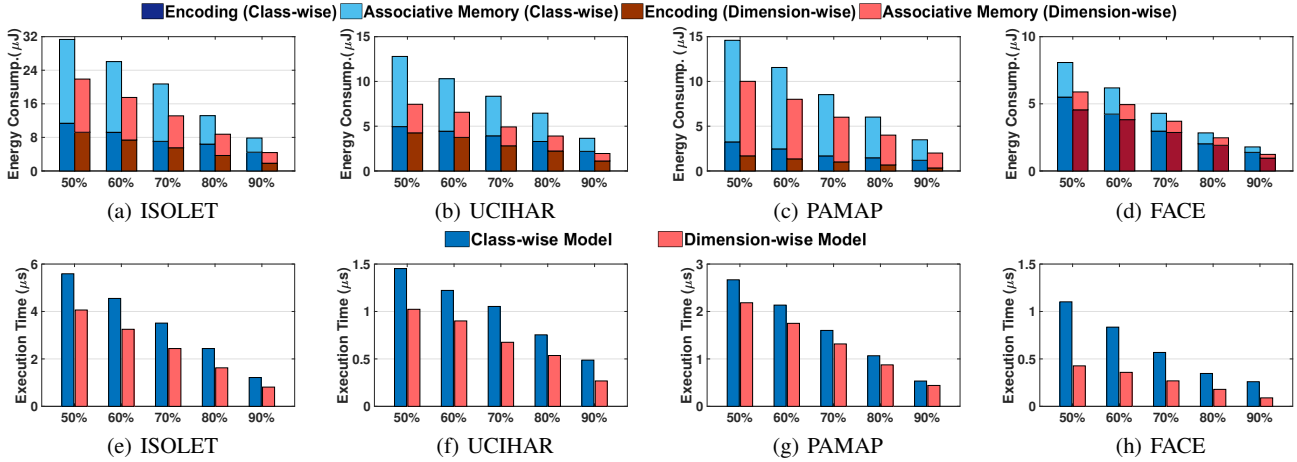 Encoding (Class-wise) Associative Memory (Class-wise) Encoding (Dimension-wise) Associative Memory (Dimension-wise)
Energy Consump.(μJ)
32
24
16
8
0
50% 60% 70% 80% 90%
(a) ISOLET
Energy Consump. (μJ)
15
10
5
0
50% 60% 70% 80% 90%
(b) UCIHAR
Energy Consump. (μJ)
15
10
5
0
50% 60% 70% 80% 90%
(c) PAMAP
Energy Consump. (μJ)
10
5
0
50% 60% 70% 80% 90%
(d) FACE
Class-wise Model Dimension-wise Model
Execution Time (μs)
6
4
2
0
50% 60% 70% 80% 90%
(e) ISOLET
Execution Time (μs)
1.5
1
0.5
0
50% 60% 70% 80% 90%
(f) UCIHAR
Execution Time (μs)
3
2
1
0
50% 60% 70% 80% 90%
(g) PAMAP
Execution Time (μs)
1.5
1
0.5
0
50% 60% 70% 80% 90%
(h) FACE